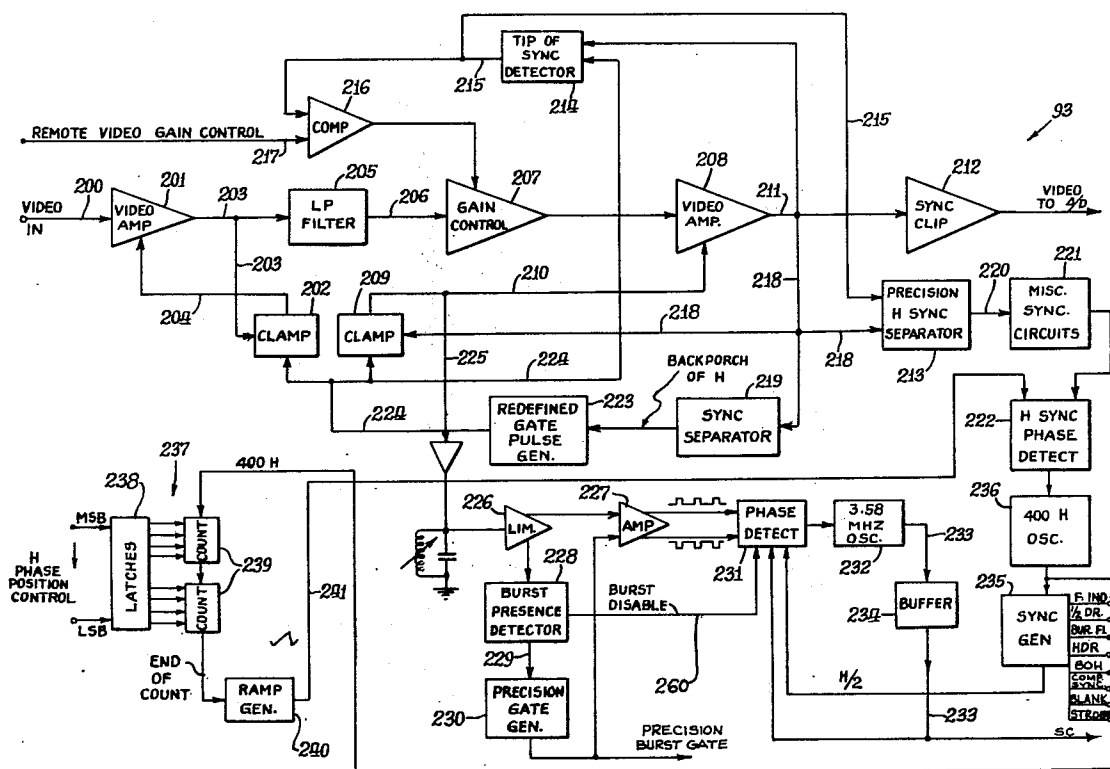 TIP OF
SYNC
DETECTOR
215
214
216
COMP
215
93
REMOTE VIDEO GAIN CONTROL
217
205
208
212
200
201
203
LP
FILTER
206
207
VIDEO
IN
VIDEO
AMP
GAIN
CONTROL
VIDEO
AMP.
211
SYNC
CLIP
VIDEO
TO A/D
203
202
209
210
218
220
221
204
CLAMP
CLAMP
218
PRECISION
H SYNC
SEPARATOR
MISC.
SYNC.
CIRCUITS
218
213
225
224
BACKPORCH
OF H
219
223
224
REDEFINED
GATE
PULSE
GEN.
SYNC
SEPARATOR
222
H SYNC
PHASE
DETECT
237
400 H
238
MSB
H
PHASE
POSITION
CONTROL
LSB
LATCHES
COUNT
COUNT
239
241
226
LIM.
227
AMP
PHASE
DETECT
231
3.58
MHZ
OSC.
232
233
236
400 H
OSC.
228
BURST
PRESENCE
DETECTOR
BURST
DISABLE
234
BUFFER
235
SYNC
GEN
F. IND.
1/2 DR.
BUR. FL
HDR
BOH
COMP
SYNC.
BLANK
STROBE
END
OF
COUNT
RAMP
GEN.
240
229
260
H/2
230
PRECISION
GATE GEN.
233
PRECISION
BURST GATE
SC